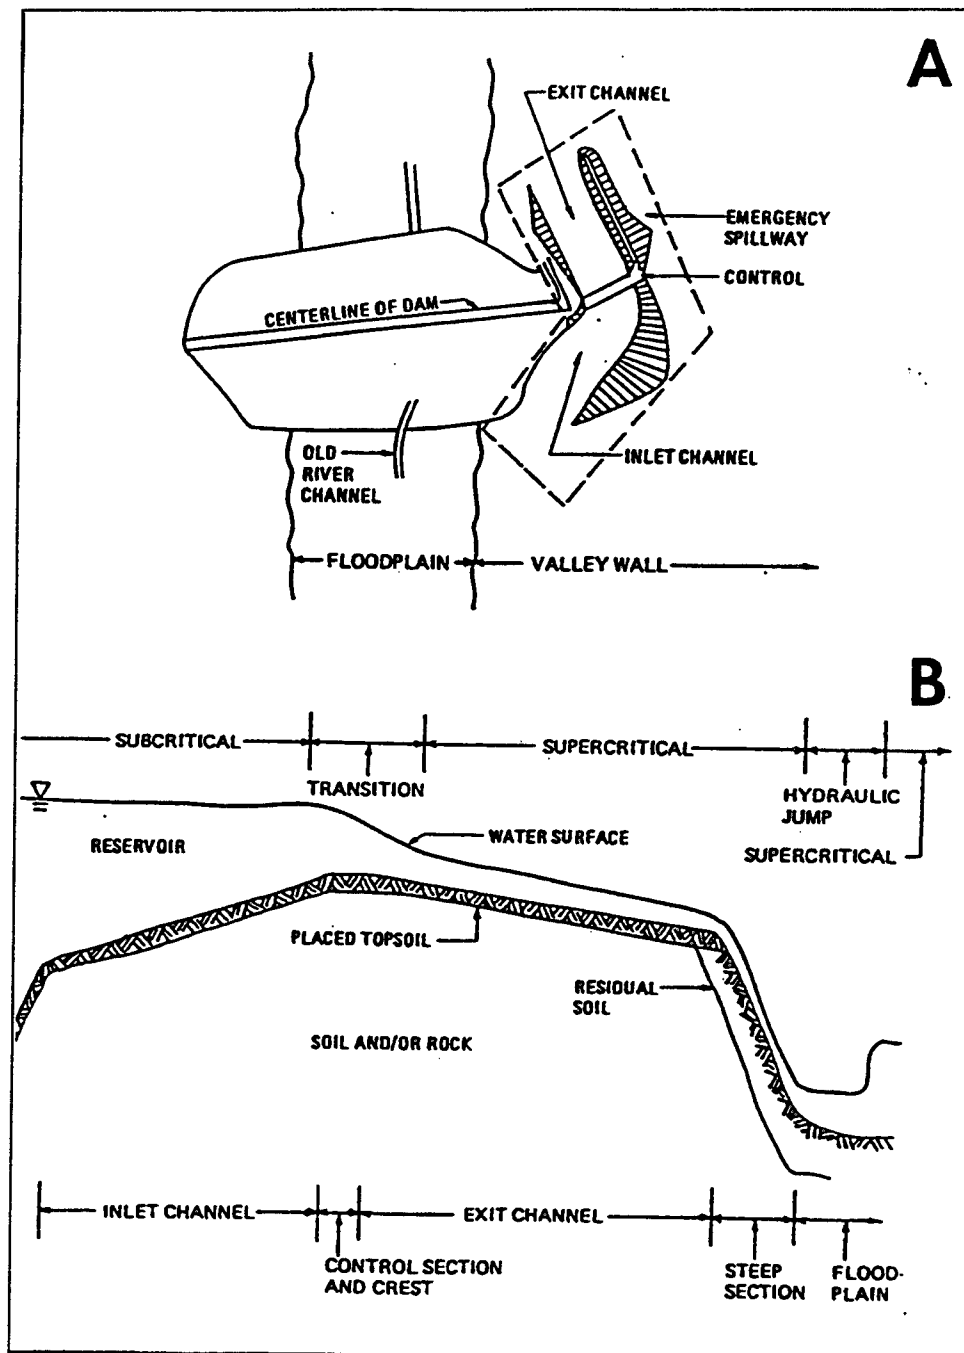 A
EXIT CHANNEL
EMERGENCY
SPILLWAY
CONTROL
CENTERLINE OF DAM
OLD
RIVER
CHANNEL
INLET CHANNEL
FLOODPLAIN
VALLEY WALL
B
SUBCRITICAL
SUPERCRITICAL
TRANSITION
HYDRAULIC
JUMP
SUPERCRITICAL
WATER SURFACE
RESERVOIR
PLACED TOPSOIL
RESIDUAL
SOIL
SOIL AND/OR ROCK
INLET CHANNEL
EXIT CHANNEL
CONTROL SECTION
AND CREST
STEEP
SECTION
FLOOD-
PLAIN